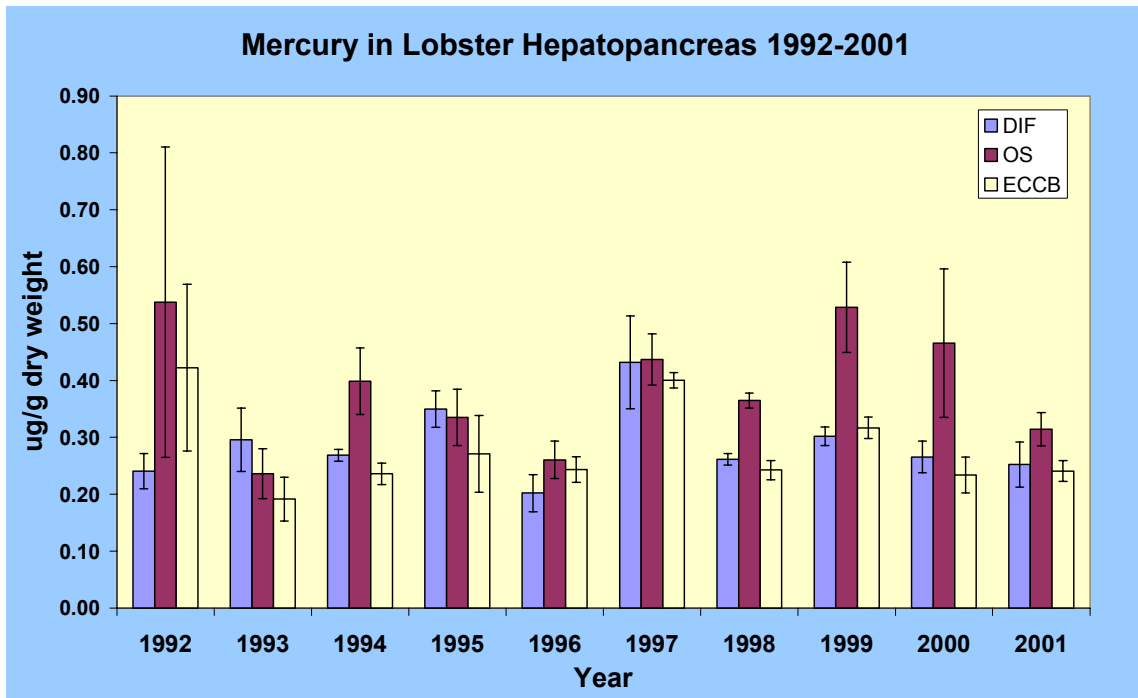 Mercury in Lobster Hepatopancreas 1992-2001
0.90
0.80
0.70
0.60
0.50
0.40
0.30
0.20
0.10
0.00
ug/g dry weight
DIF
OS
ECCB
1992 1993 1994 1995 1996 1997 1998 1999 2000 2001
Year